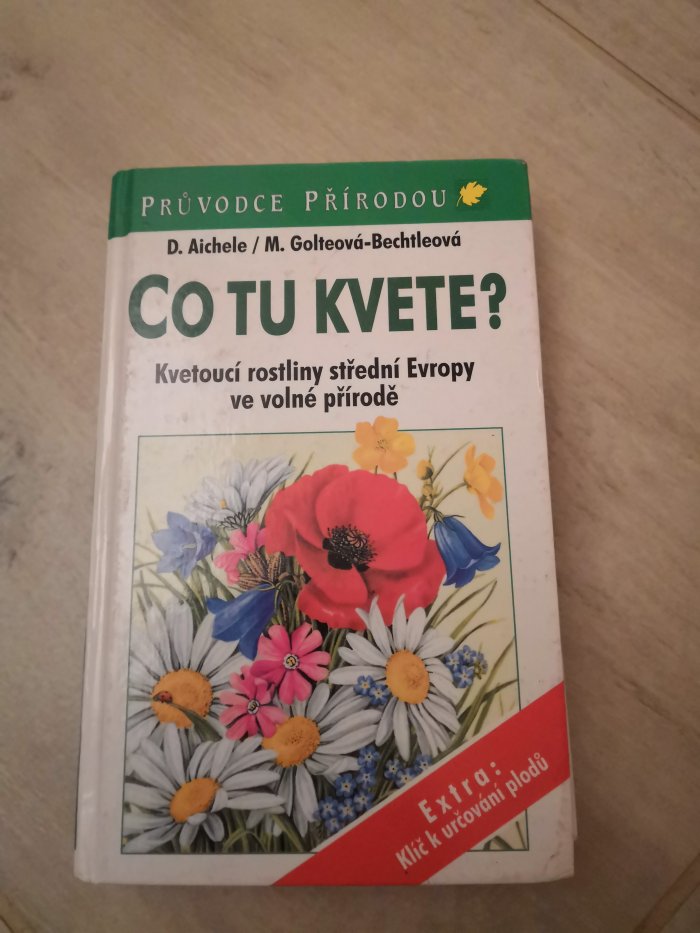 PRŮVODCE PŘÍRODOU
D. Aichele / M. Golteová-Bechtleová
CO TU KVETE?
Kvetoucí rostliny střední Evropy
ve volné přírodě
Extra:
Klíč k určování plodů